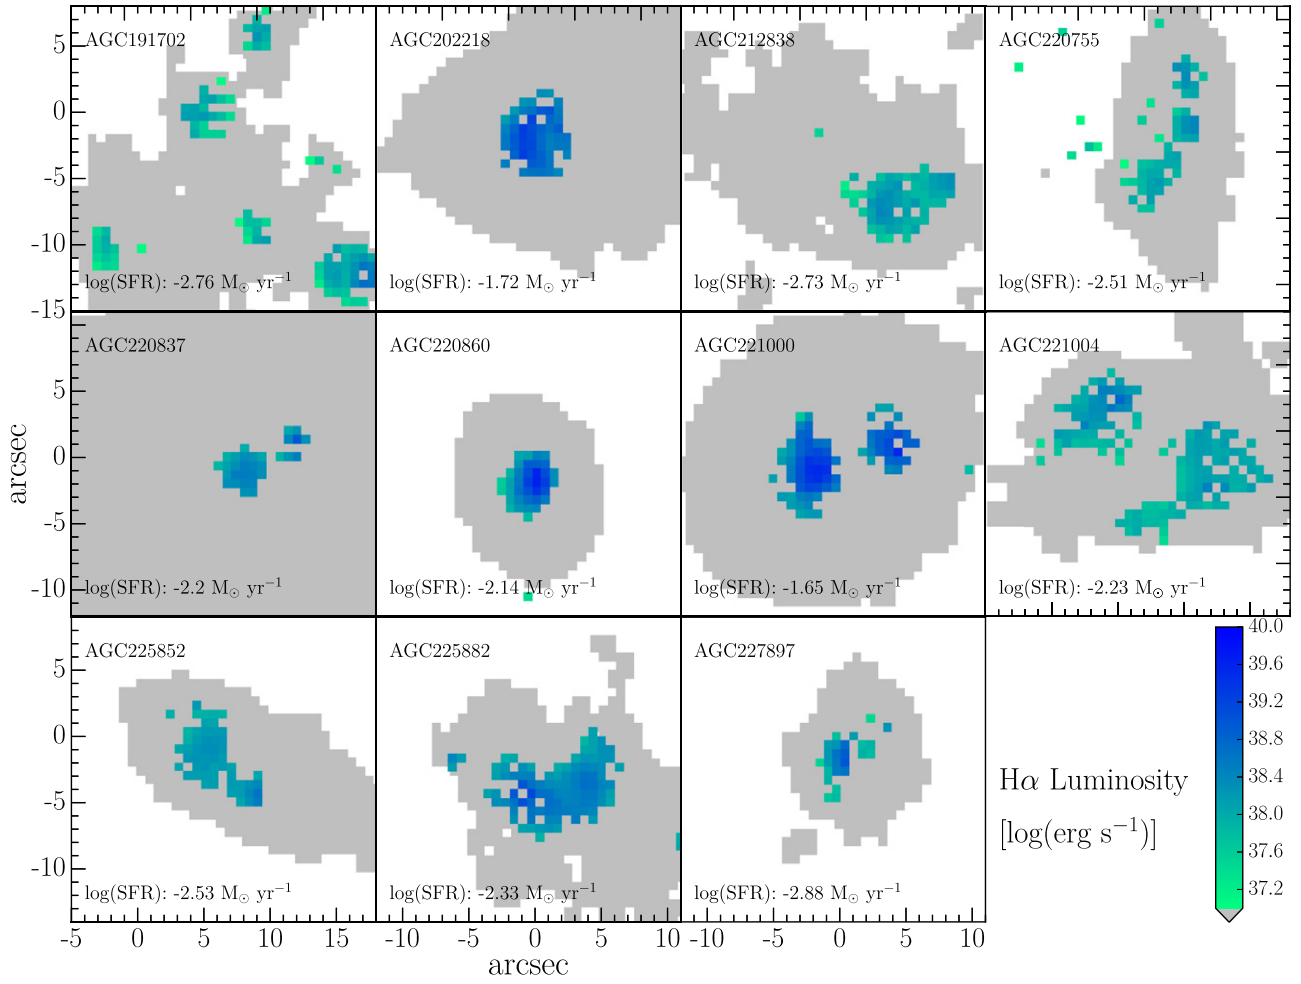 AGC191702
AGC202218
AGC212838
AGC220755
5
0
-5
-10
-15
log(SFR): -2.76 M⊙ yr⁻¹
log(SFR): -1.72 M⊙ yr⁻¹
log(SFR): -2.73 M⊙ yr⁻¹
log(SFR): -2.51 M⊙ yr⁻¹
AGC220837
AGC220860
AGC221000
AGC221004
5
0
-5
-10
arcsec
log(SFR): -2.2 M⊙ yr⁻¹
log(SFR): -2.14 M⊙ yr⁻¹
log(SFR): -1.65 M⊙ yr⁻¹
log(SFR): -2.23 M⊙ yr⁻¹
AGC225852
AGC225882
AGC227897
5
0
-5
-10
log(SFR): -2.53 M⊙ yr⁻¹
log(SFR): -2.33 M⊙ yr⁻¹
log(SFR): -2.88 M⊙ yr⁻¹
-5 0 5 10 15
-10 -5 0 5
-10 -5 0 5 10
arcsec
Hα Luminosity
[log(erg s⁻¹)]
40.0
39.6
39.2
38.8
38.4
38.0
37.6
37.2